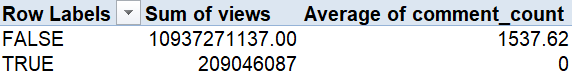 Row Labels Sum of views Average of comment_count
FALSE 10937271137.00 1537.62
TRUE 209046087 0